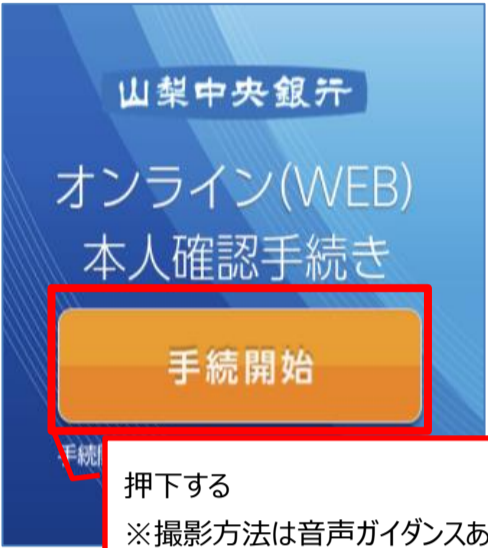 山梨中央銀行
オンライン(WEB)
本人確認手続き
手続開始
手続
押下する
※撮影方法は音声ガイダンスあ